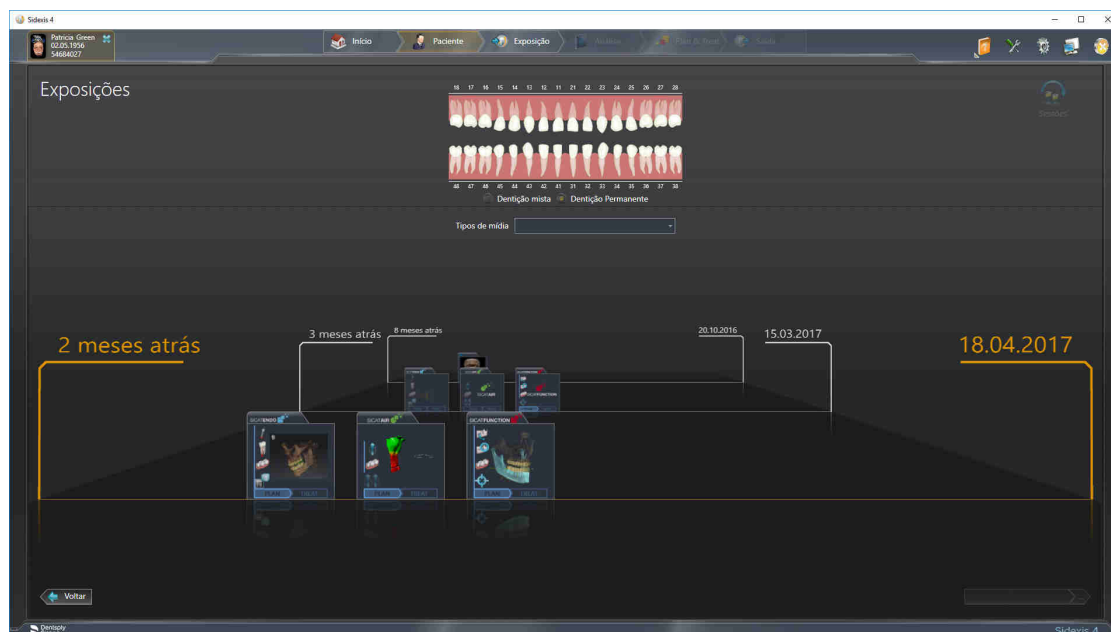 Sidexis 4
Patricia Green
02.05.1956
54684027
Início
Paciente
Exposição
Exposições
18 17 16 15 14 13 12 11 21 22 23 24 25 26 27 28
48 47 46 45 44 43 42 41 31 32 33 34 35 36 37 38
Dentição mista
Dentição Permanente
Tipos de mídia
2 meses atrás
3 meses atrás
8 meses atrás
20.10.2016
15.03.2017
18.04.2017
SICATAIR
SICATFUNCTION
SICATENDO
SICATAIR
SICATFUNCTION
PLAN TREAT
PLAN TREAT
PLAN TREAT
Voltar
Dentsply
Sidexis 4